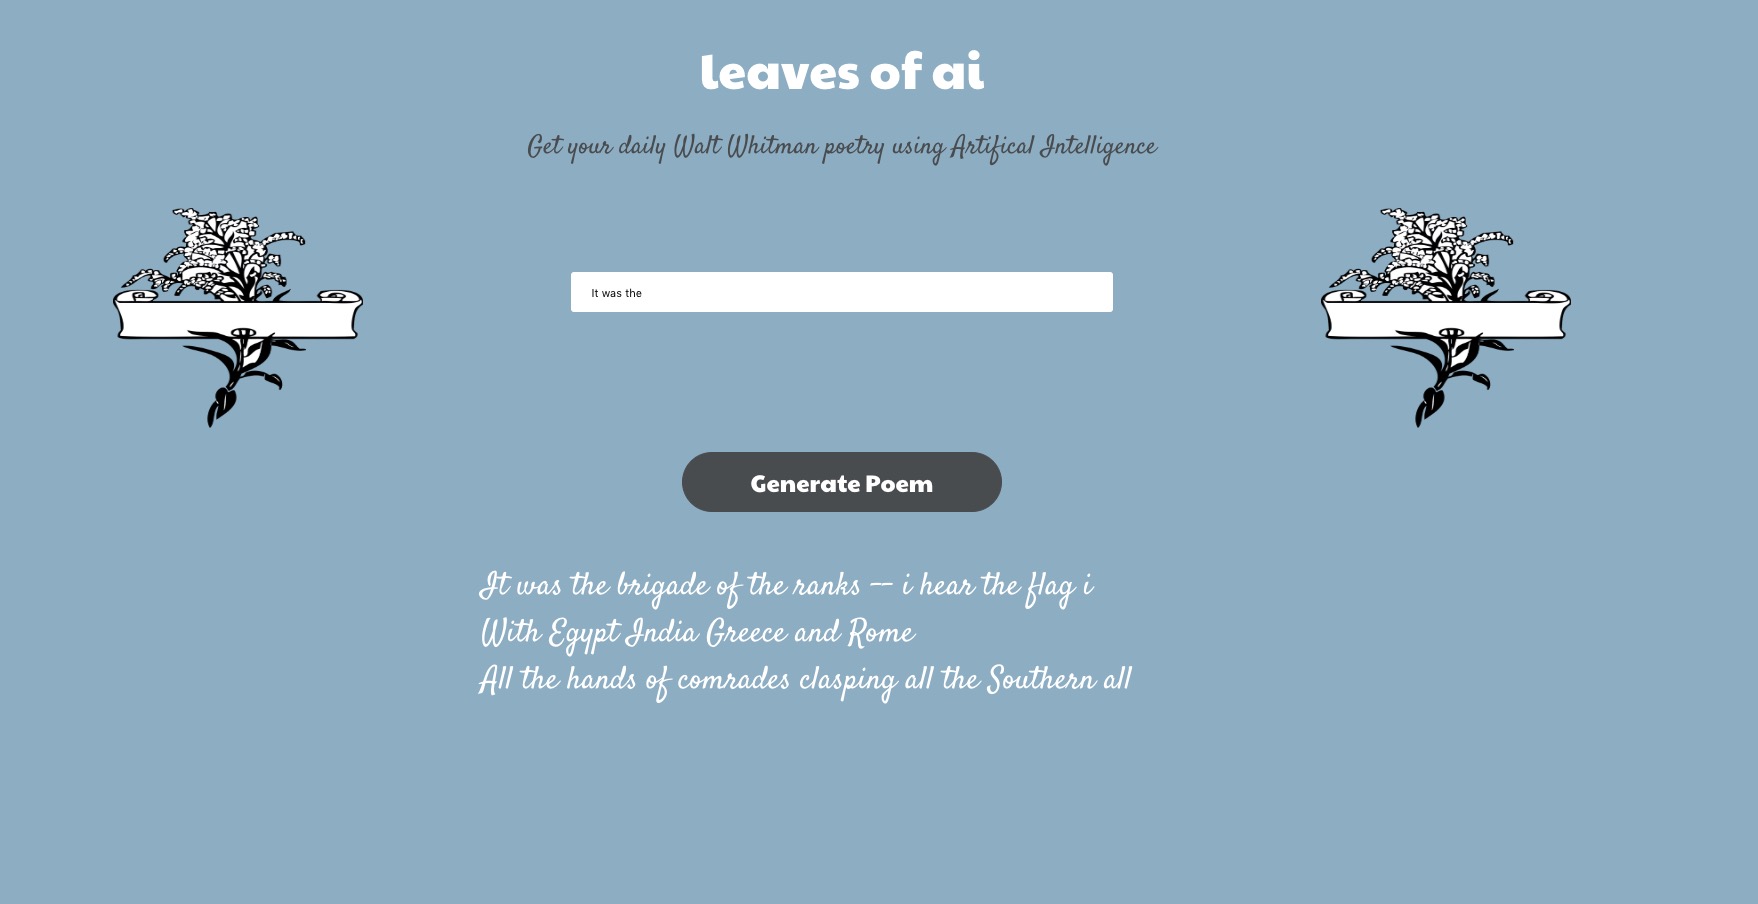 leaves of ai
Get your daily Walt Whitman poetry using Artifical Intelligence
It was the
Generate Poem
It was the brigade of the ranks -- i hear the flag i
With Egypt India Greece and Rome
All the hands of comrades clasping all the Southern all